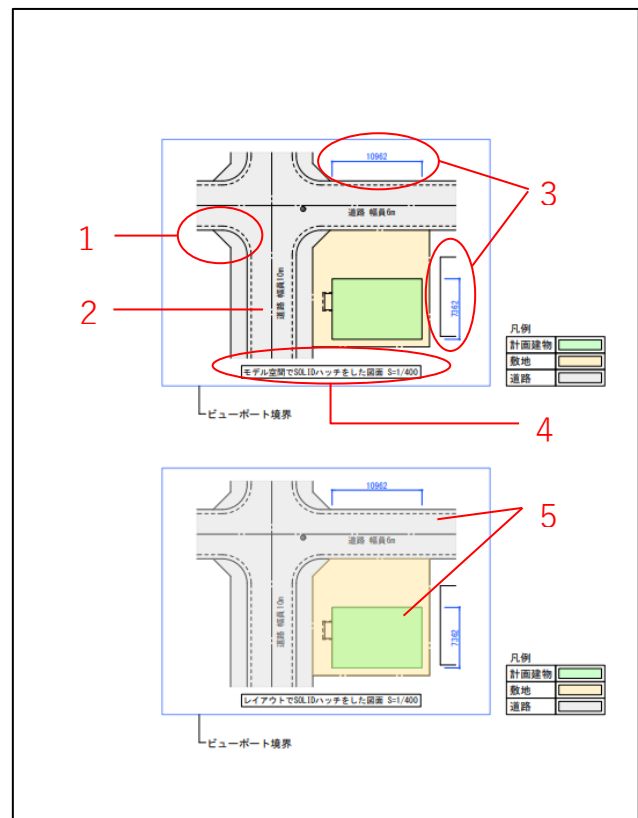 10962
3
道路 幅員6m
1
2
道路 幅員10m
7362
凡例
計画建物
敷地
道路
モデル空間でSOLIDハッチをした図面 S=1/400
ビューポート境界
4
10962
5
道路 幅員6m
道路 幅員10m
7362
凡例
計画建物
敷地
道路
レイアウトでSOLIDハッチをした図面 S=1/400
ビューポート境界